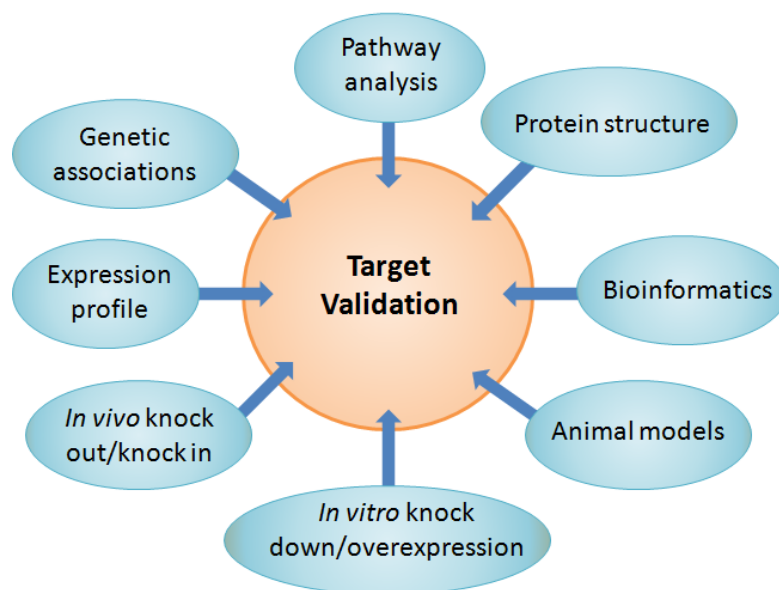 Pathway
analysis
Protein structure
Genetic
associations
Target
Validation
Expression
profile
Bioinformatics
In vivo knock
out/knock in
Animal models
In vitro knock
down/overexpression